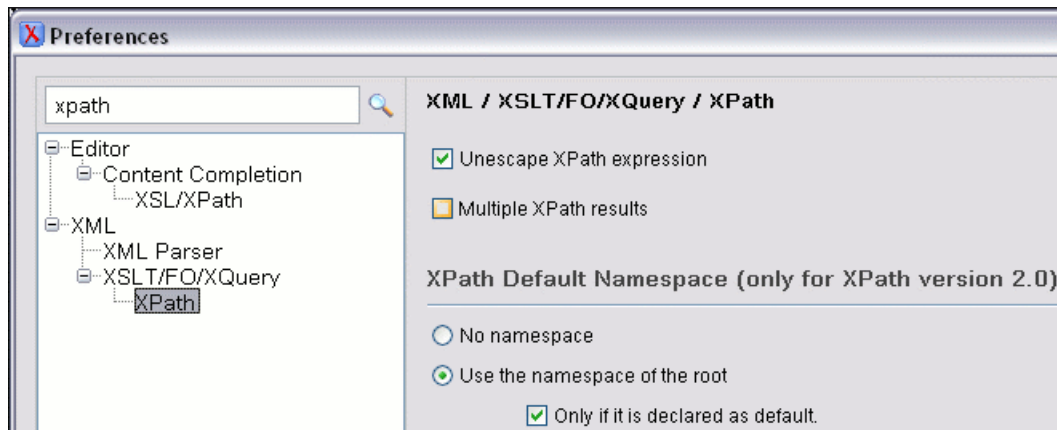 Preferences
xpath
Editor
Content Completion
XSL/XPath
XML
XML Parser
XSLT/FO/XQuery
XPath
XML / XSLT/FO/XQuery / XPath
Unescape XPath expression
Multiple XPath results
XPath Default Namespace (only for XPath version 2.0)
No namespace
Use the namespace of the root
Only if it is declared as default.